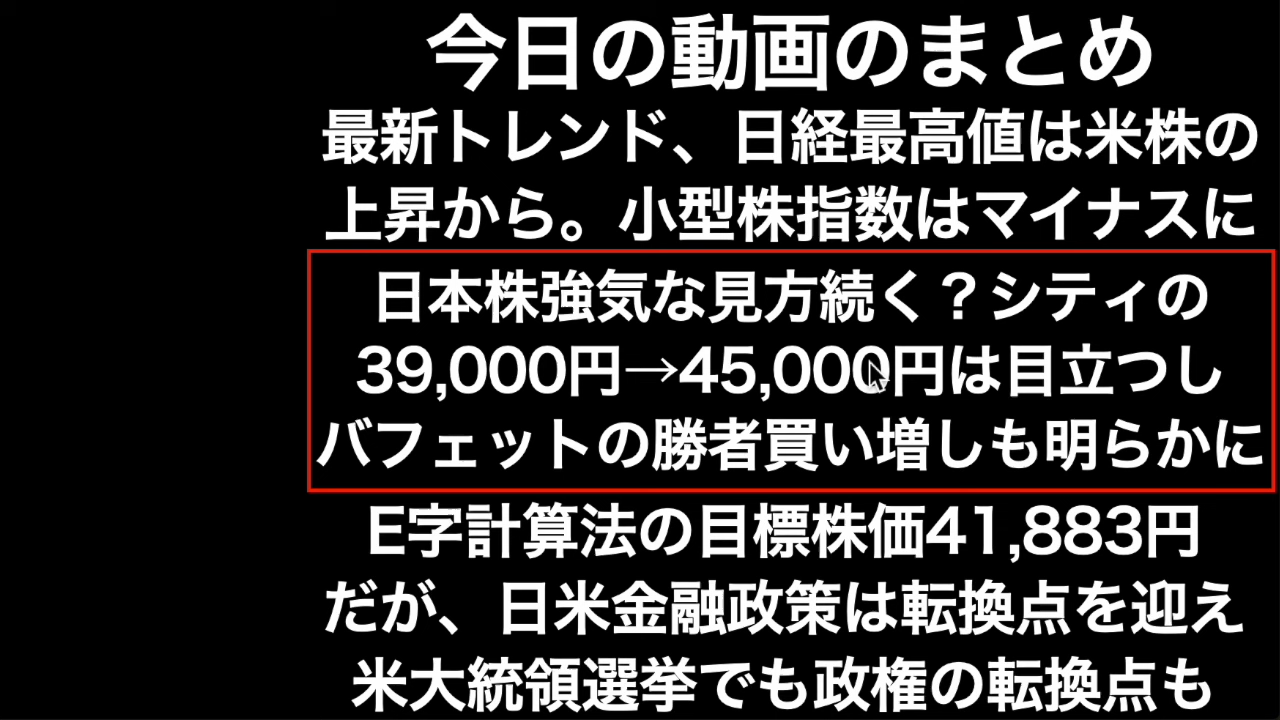 今日の動画のまとめ
最新トレンド、日経最高値は米株の
上昇から。小型株指数はマイナスに
日本株強気な見方続く？シティの
39,000円→45,000円は目立つし
バフェットの勝者買い増しも明らかに
E字計算法の目標株価41,883円
だが、日米金融政策は転換点を迎え
米大統領選挙でも政権の転換点も